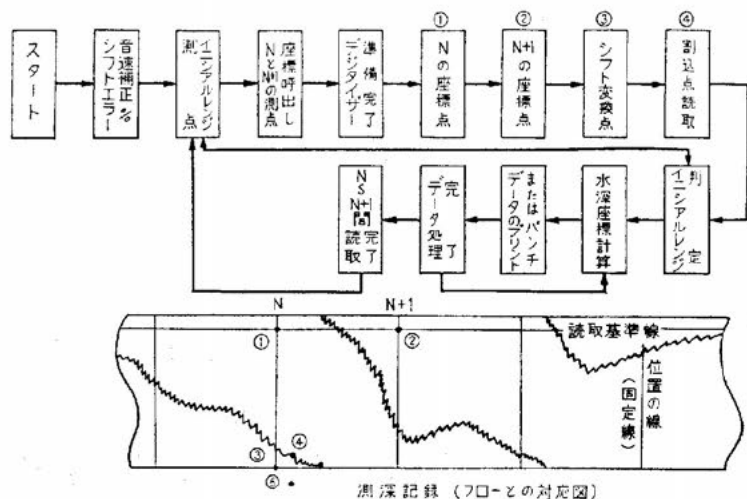 ①
②
③
④
スタート
音速補正%
シフトエラー
イニシアルレンジ
測点
座標呼出し
NとN+1の測点
準備完了
デジタイザー
Nの座標点
N+1の座標点
シフト変換点
割込点読取
判定
イニシアルレンジ
水深座標計算
またはパンチ
データのプリント
完了
データ処理
N S N+1間
読取完了
N
N+1
①
②
読取基準線
位置の線
(固定線)
③
④
測深記録 (フローとの対応図)